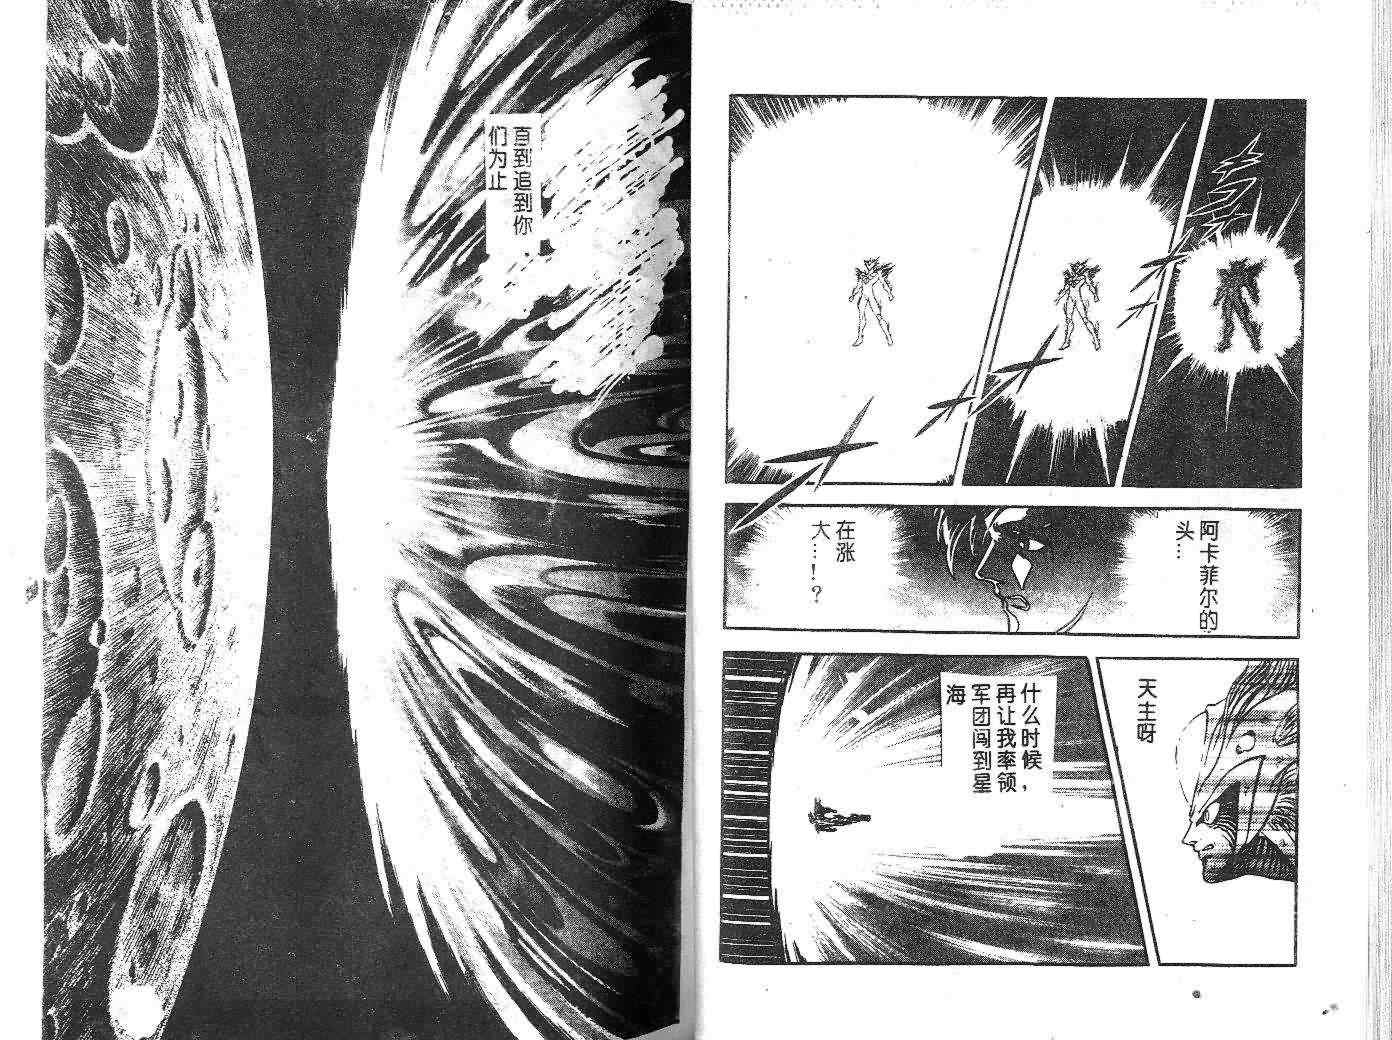 阿卡菲尔的
头…
在涨
大…!?
天主呀
什么时候，
再让我率领
军团闯到星
海
直到追到你
们为止